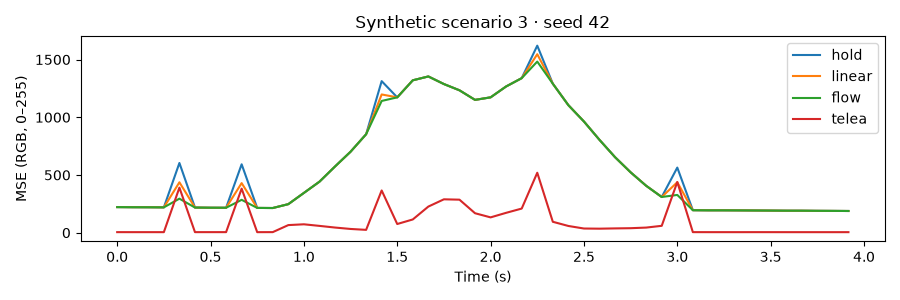 Synthetic scenario 3 · seed 42
MSE (RGB, 0–255)
1500
1000
500
0
hold
linear
flow
telea
0.0 0.5 1.0 1.5 2.0 2.5 3.0 3.5 4.0
Time (s)